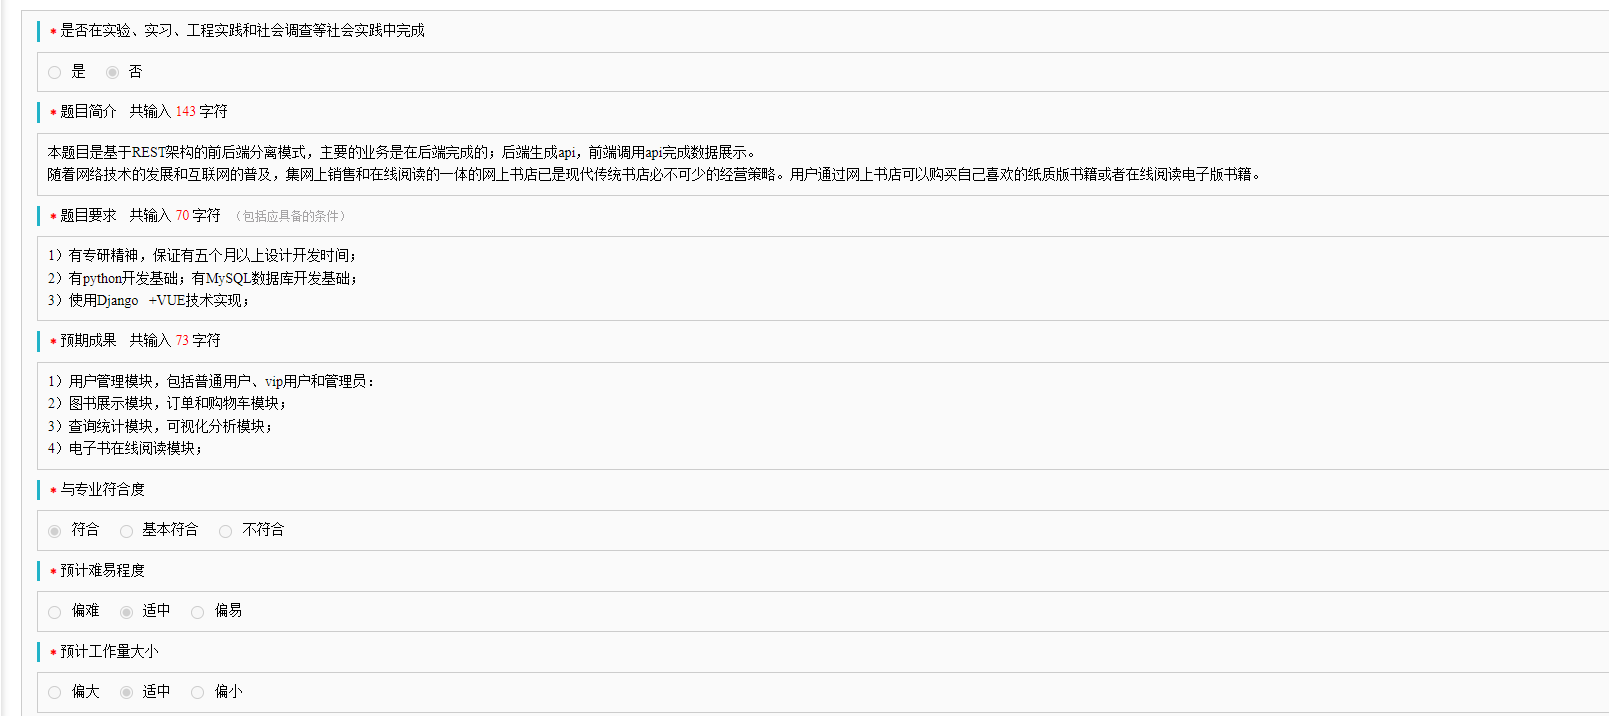 * 是否在实验、实习、工程实践和社会调查等社会实践中完成
是 否
* 题目简介 共输入 143 字符
本题目是基于REST架构的前后端分离模式，主要的业务是在后端完成的；后端生成api，前端调用api完成数据展示。
随着网络技术的发展和互联网的普及，集网上销售和在线阅读的一体的网上书店已是现代传统书店必不可少的经营策略。用户通过网上书店可以购买自己喜欢的纸质版书籍或者在线阅读电子版书籍。
* 题目要求 共输入 70 字符 （包括应具备的条件）
1）有专研精神，保证有五个月以上设计开发时间；
2）有python开发基础；有MySQL数据库开发基础；
3）使用Django +VUE技术实现；
* 预期成果 共输入 73 字符
1）用户管理模块，包括普通用户、vip用户和管理员：
2）图书展示模块，订单和购物车模块；
3）查询统计模块，可视化分析模块；
4）电子书在线阅读模块；
* 与专业符合度
符合 基本符合 不符合
* 预计难易程度
偏难 适中 偏易
* 预计工作量大小
偏大 适中 偏小